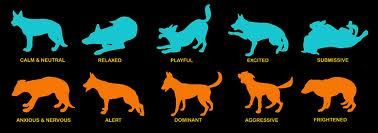 CALM & NEUTRAL RELAXED PLAYFUL EXCITED SUBMISSIVE
ANXIOUS & NERVOUS ALERT DOMINANT AGGRESSIVE FRIGHTENED